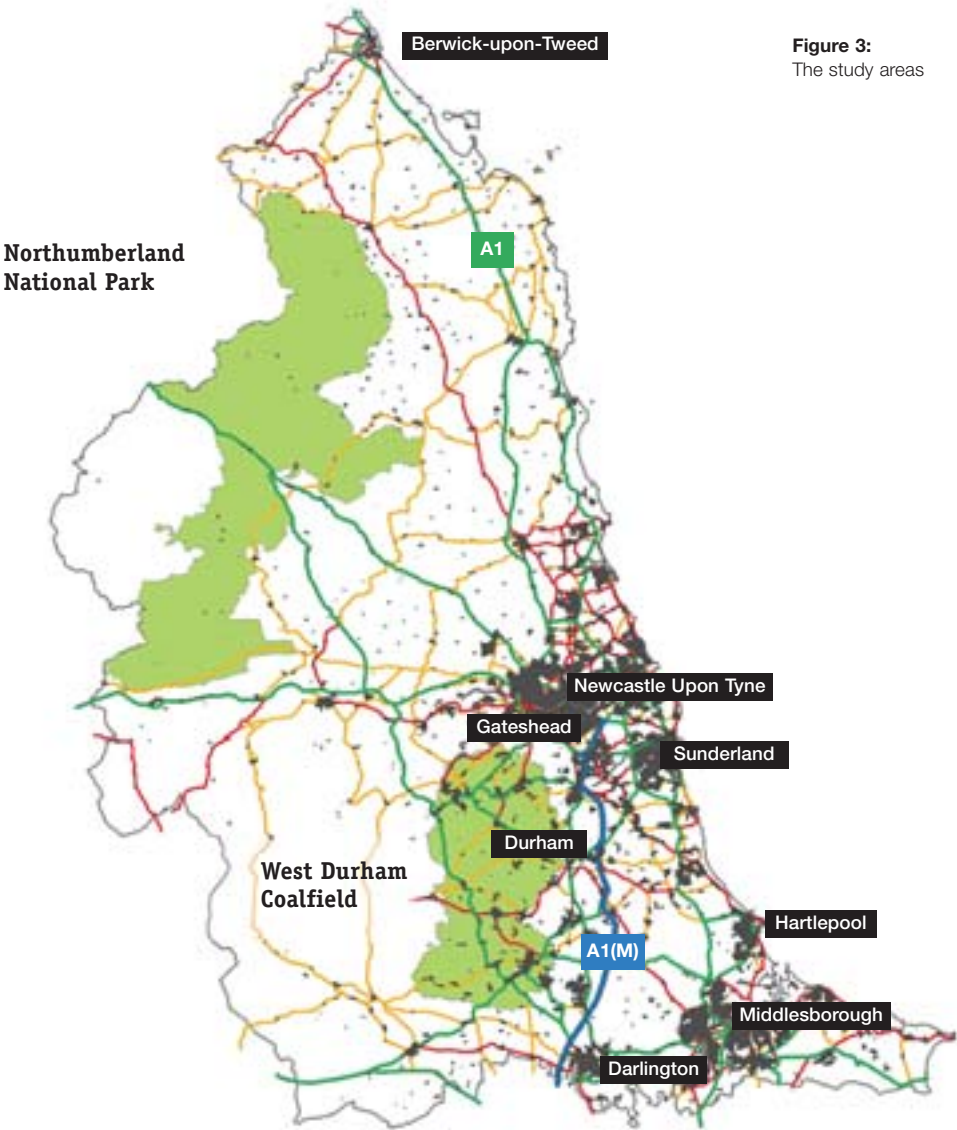 Berwick-upon-Tweed
Figure 3:
The study areas
A1
Northumberland
National Park
Newcastle Upon Tyne
Gateshead
Sunderland
Durham
West Durham
Coalfield
Hartlepool
A1(M)
Middlesborough
Darlington